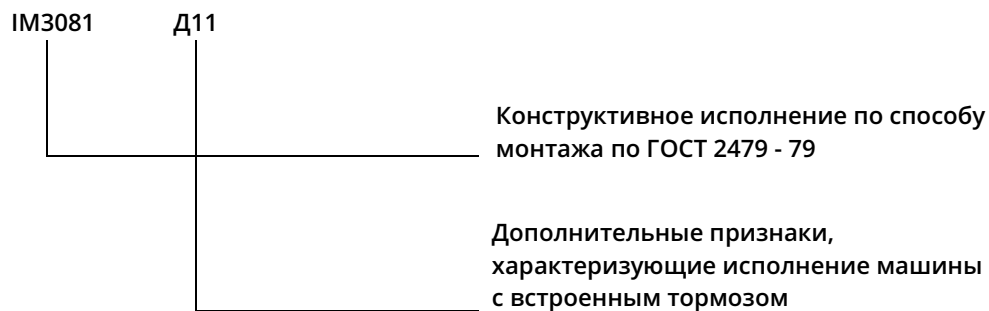 IM3081 Д11
Конструктивное исполнение по способу
монтажа по ГОСТ 2479 - 79
Дополнительные признаки,
характеризующие исполнение машины
с встроенным тормозом